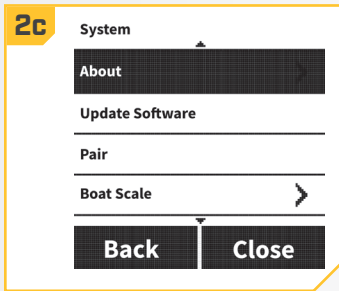 2c
System
About
Update Software
Pair
Boat Scale
Back Close